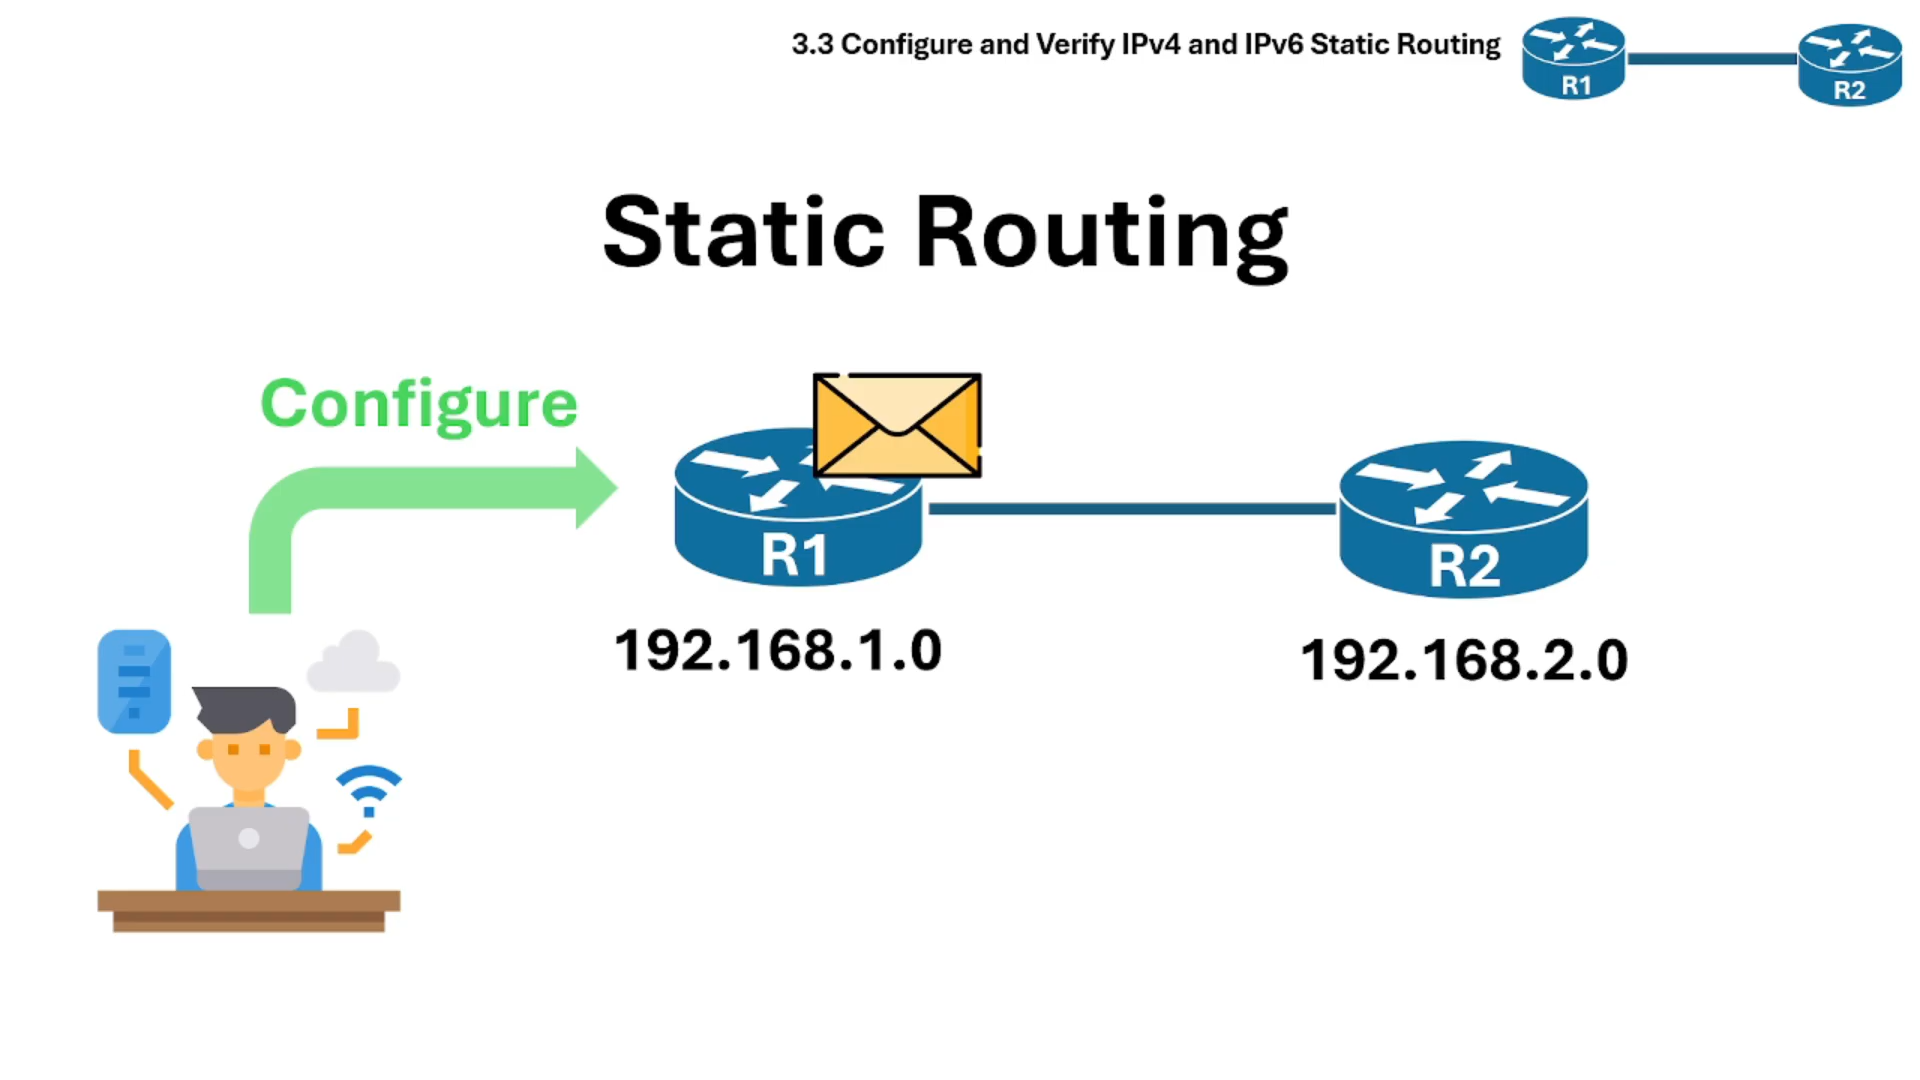 3.3 Configure and Verify IPv4 and IPv6 Static Routing
R1
R2
Static Routing
Configure
R1
R2
192.168.1.0
192.168.2.0